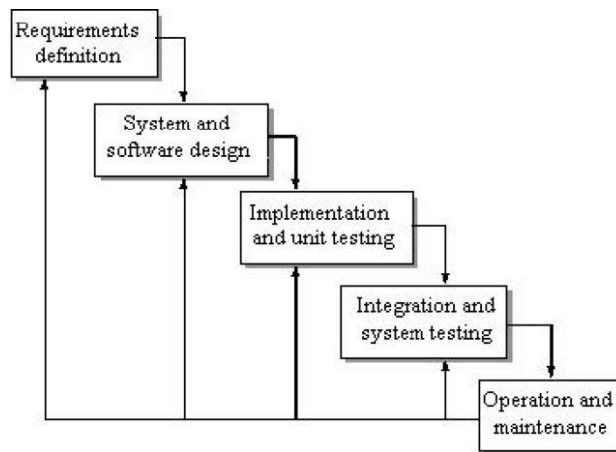 Requirements
definition
System and
software design
Implementation
and unit testing
Integration and
system testing
Operation and
maintenance